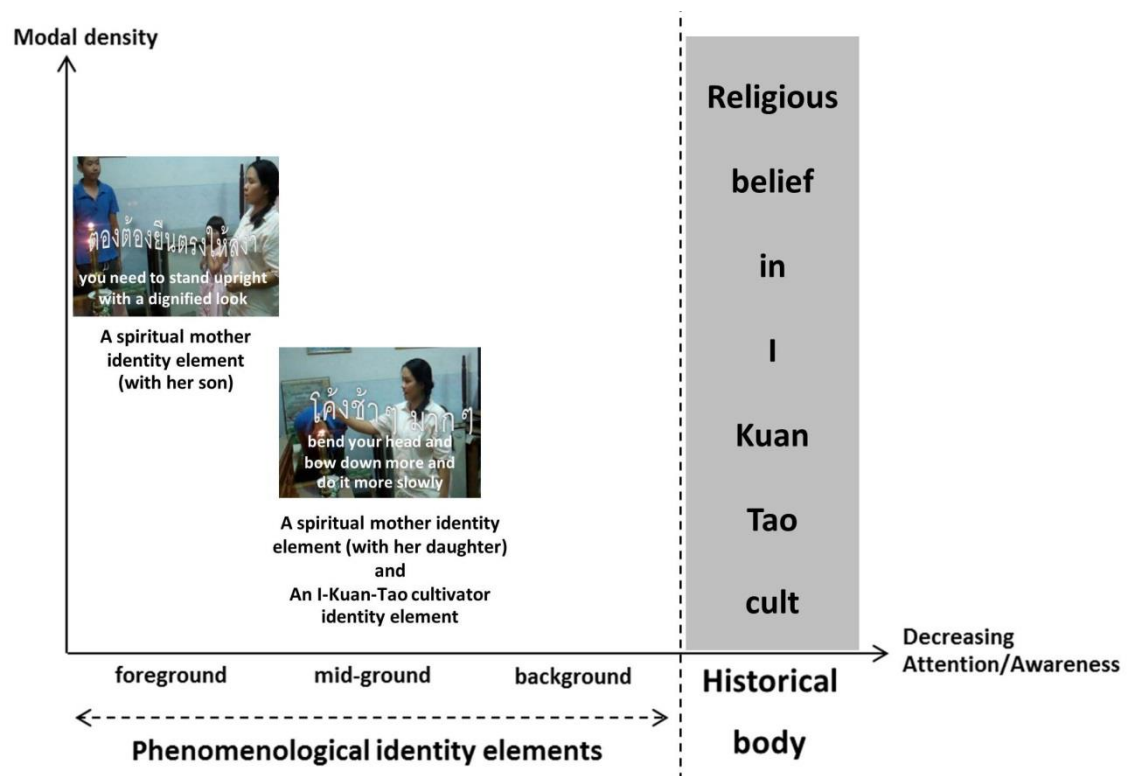 Modal density
ตองต้องยืนตรงให้สง่า
you need to stand upright
with a dignified look
A spiritual mother
identity element
(with her son)
โค้งช้าๆ มากๆ
bend your head and
bow down more and
do it more slowly
A spiritual mother identity
element (with her daughter)
and
An I-Kuan-Tao cultivator
identity element
Religious
belief
in
I
Kuan
Tao
cult
Decreasing
Attention/Awareness
foreground
mid-ground
background
Historical
body
Phenomenological identity elements